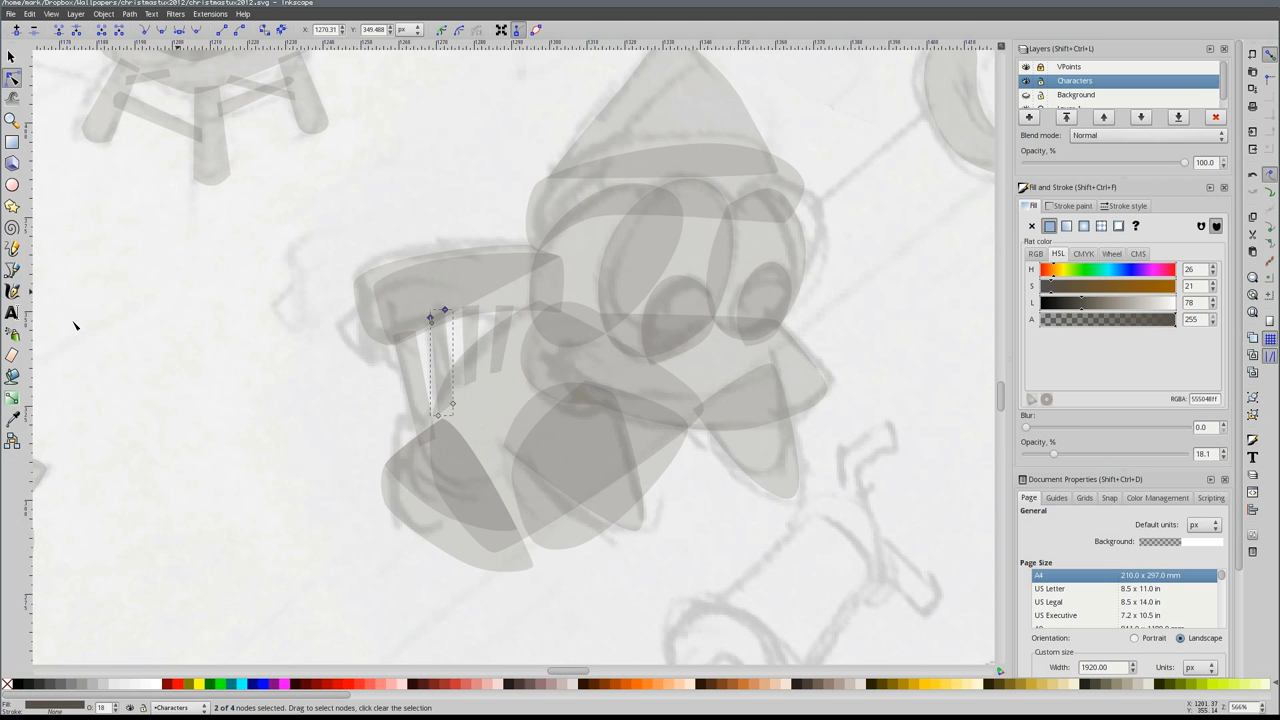 /home/mark/Dropbox/Wallpapers/christmastux2012/christmastux2012.svg - Inkscape
File Edit View Layer Object Path Text Filters Extensions Help
X: 1270.31 Y: 349.488 px
Layers (Shift+Ctrl+L)
VPoints
Characters
Background
Blend mode: Normal
Opacity, %
100.0
Fill and Stroke (Shift+Ctrl+F)
Fill Stroke paint Stroke style
?
Flat color
RGB HSL CMYK Wheel CMS
H 26
S 21
L 78
A 255
RGBA: 555048ff
Blur:
0.0
Opacity, %
18.1
Document Properties (Shift+Ctrl+D)
Page Guides Grids Snap Color Management Scripting
General
Default units: px
Background:
Page Size
A4 210.0 x 297.0 mm
US Letter 8.5 x 11.0 in
US Legal 8.5 x 14.0 in
US Executive 7.2 x 10.5 in
Orientation: Portrait Landscape
Custom size
Width: 1920.00 Units: px
Fill:
Stroke: None
O: 18
•Characters
2 of 4 nodes selected. Drag to select nodes, click clear the selection
X: 1201.37
Y: 355.14
Z: 566%